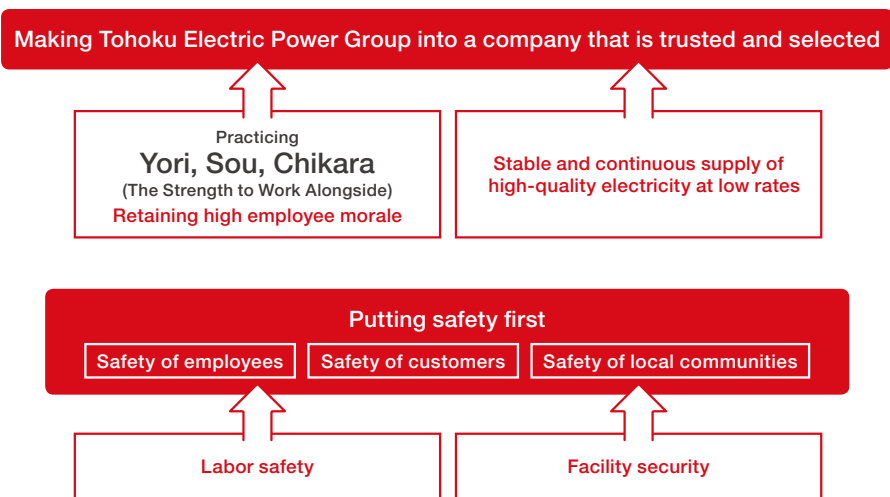 Making Tohoku Electric Power Group into a company that is trusted and selected
Practicing
Yori, Sou, Chikara
(The Strength to Work Alongside)
Retaining high employee morale
Stable and continuous supply of
high-quality electricity at low rates
Putting safety first
Safety of employees
Safety of customers
Safety of local communities
Labor safety
Facility security